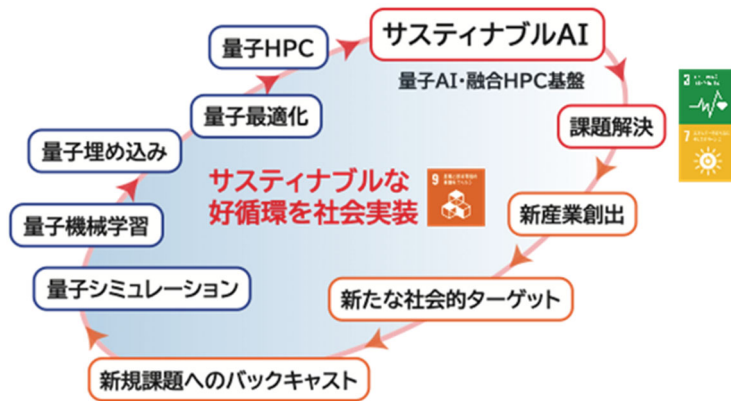 量子HPC
サスティナブルAI
量子AI・融合HPC基盤
量子最適化
課題解決
量子埋め込み
サスティナブルな
好循環を社会実装
量子機械学習
新産業創出
量子シミュレーション
新たな社会的ターゲット
新規課題へのバックキャスト
3
7
9